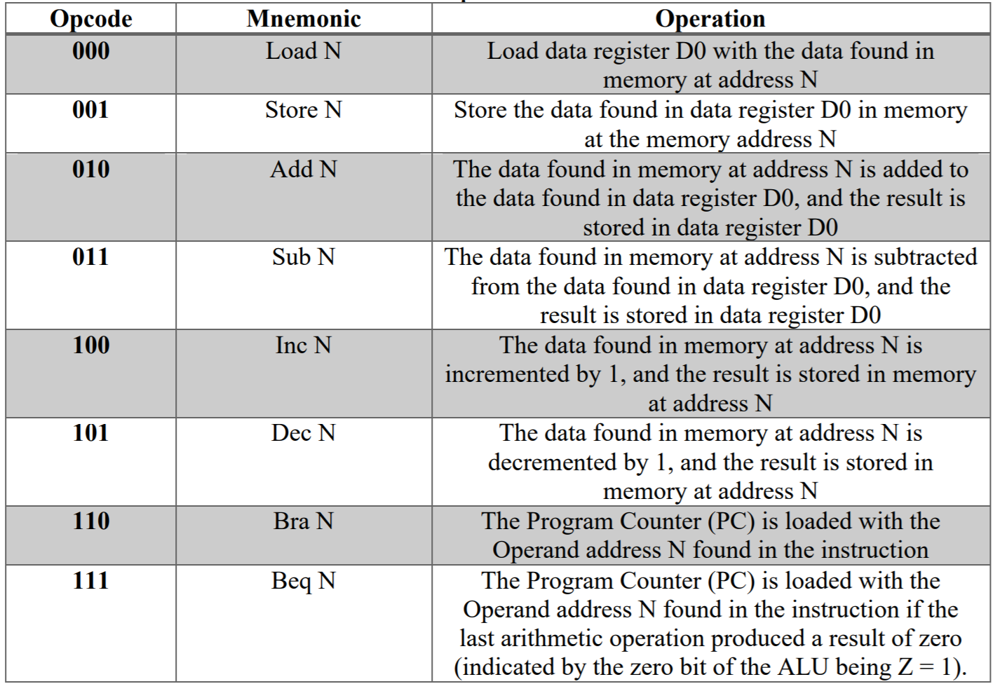 Opcode Mnemonic Operation
000 Load N Load data register D0 with the data found in
memory at address N
001 Store N Store the data found in data register D0 in memory
at the memory address N
010 Add N The data found in memory at address N is added to
the data found in data register D0, and the result is
stored in data register D0
011 Sub N The data found in memory at address N is subtracted
from the data found in data register D0, and the
result is stored in data register D0
100 Inc N The data found in memory at address N is
incremented by 1, and the result is stored in memory
at address N
101 Dec N The data found in memory at address N is
decremented by 1, and the result is stored in
memory at address N
110 Bra N The Program Counter (PC) is loaded with the
Operand address N found in the instruction
111 Beq N The Program Counter (PC) is loaded with the
Operand address N found in the instruction if the
last arithmetic operation produced a result of zero
(indicated by the zero bit of the ALU being Z = 1).